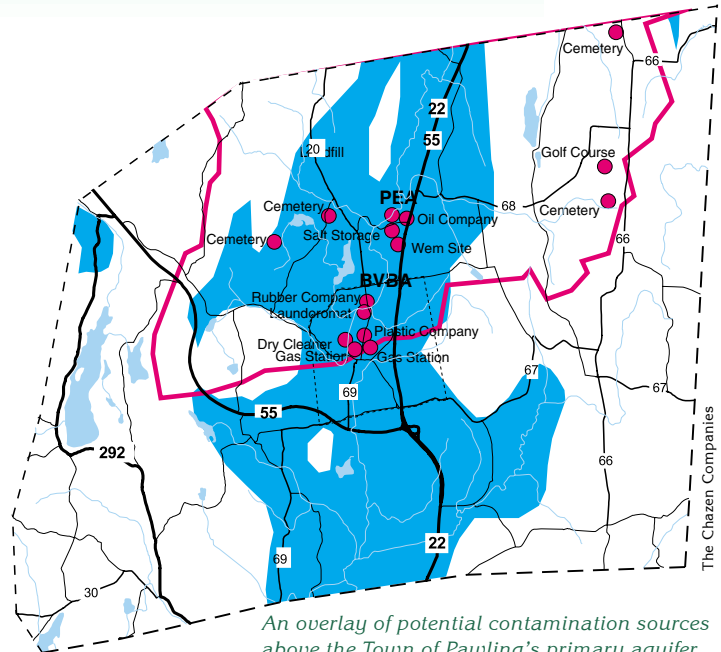 Cemetery
66
22
55
20
Landfill
Golf Course
PEA
Cemetery
68
Cemetery
Oil Company
Salt Storage
Cemetery
Wem Site
66
BVBA
Rubber Company
Laundoromat
Plastic Company
Dry Cleaner
Gas Station
Gas Station
67
69
67
55
292
66
22
69
30
The Chazen Companies
An overlay of potential contamination sources
above the Town of Pawling's primary aquifer